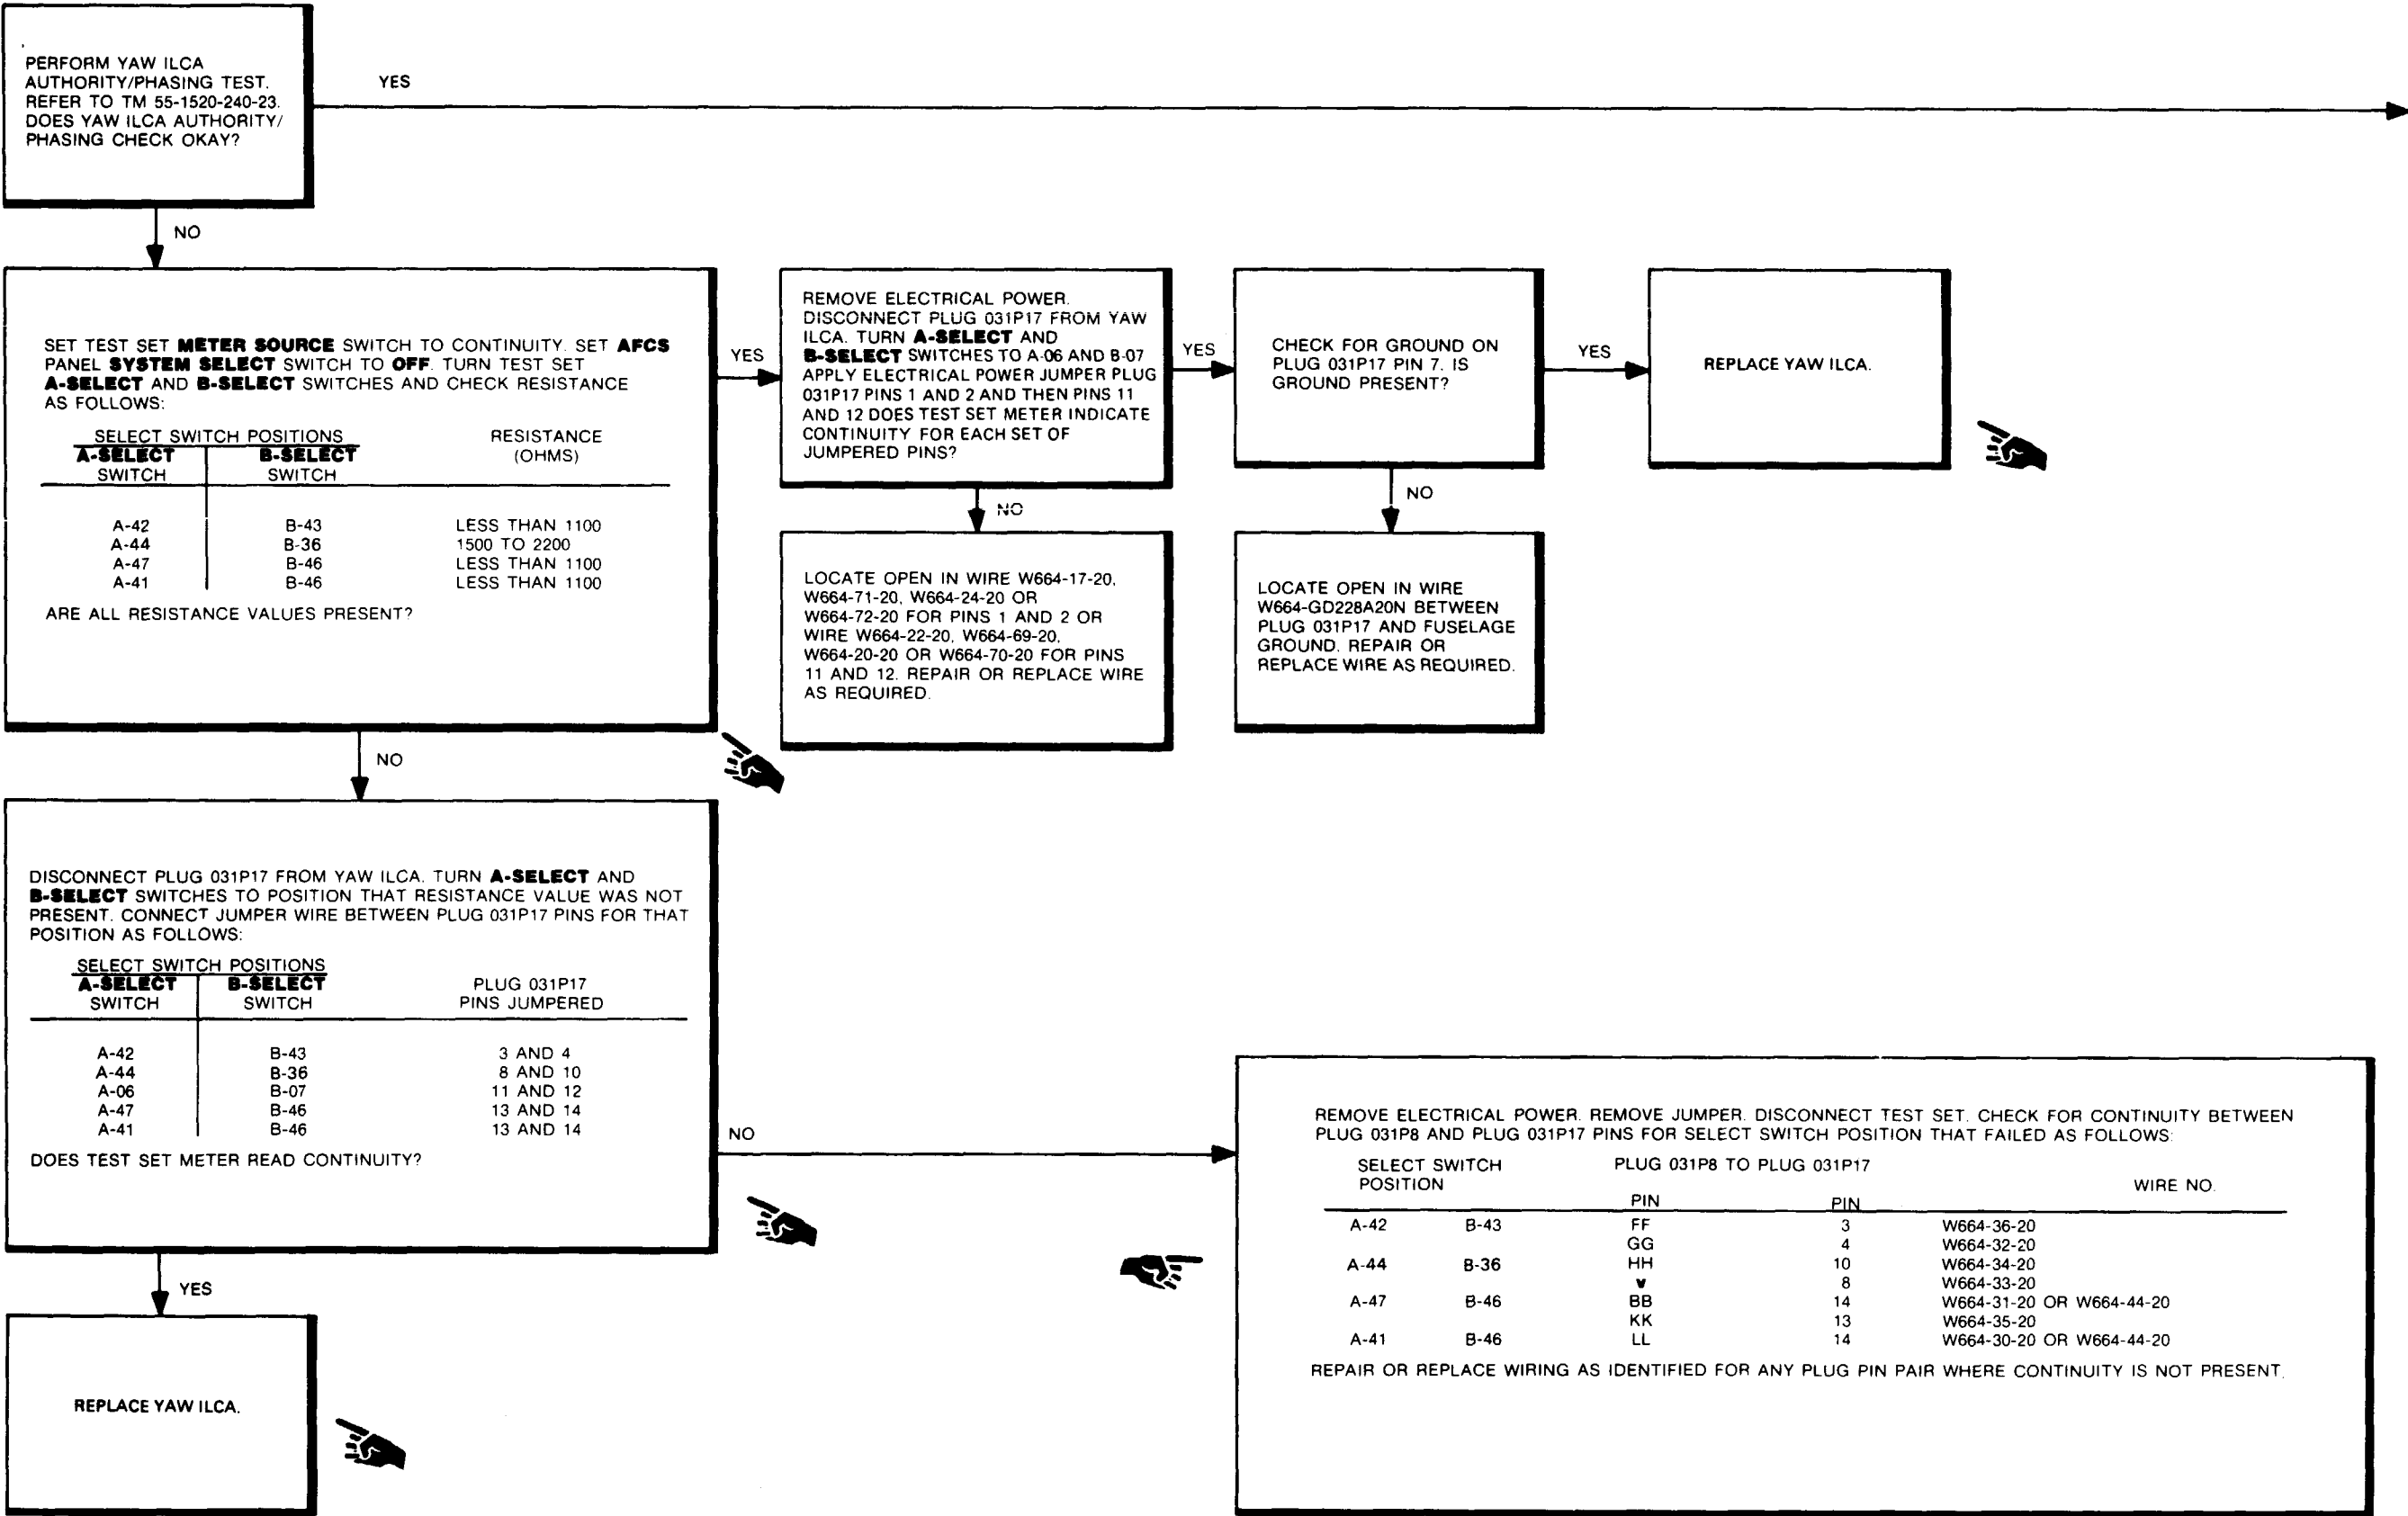 PERFORM YAW ILCA
AUTHORITY/PHASING TEST.
REFER TO TM 55-1520-240-23.
DOES YAW ILCA AUTHORITY/
PHASING CHECK OKAY?
YES
NO
SET TEST SET METER SOURCE SWITCH TO CONTINUITY. SET AFCS
PANEL SYSTEM SELECT SWITCH TO OFF. TURN TEST SET
A-SELECT AND B-SELECT SWITCHES AND CHECK RESISTANCE
AS FOLLOWS:
SELECT SWITCH POSITIONS RESISTANCE
A-SELECT B-SELECT (OHMS)
SWITCH SWITCH
A-42 B-43 LESS THAN 1100
A-44 B-36 1500 TO 2200
A-47 B-46 LESS THAN 1100
A-41 B-46 LESS THAN 1100
ARE ALL RESISTANCE VALUES PRESENT?
YES
REMOVE ELECTRICAL POWER.
DISCONNECT PLUG 031P17 FROM YAW
ILCA. TURN A-SELECT AND
B-SELECT SWITCHES TO A-06 AND B-07
APPLY ELECTRICAL POWER JUMPER PLUG
031P17 PINS 1 AND 2 AND THEN PINS 11
AND 12 DOES TEST SET METER INDICATE
CONTINUITY FOR EACH SET OF
JUMPERED PINS?
YES
CHECK FOR GROUND ON
PLUG 031P17 PIN 7. IS
GROUND PRESENT?
YES
REPLACE YAW ILCA.
NO
LOCATE OPEN IN WIRE W664-17-20,
W664-71-20, W664-24-20 OR
W664-72-20 FOR PINS 1 AND 2 OR
WIRE W664-22-20, W664-69-20,
W664-20-20 OR W664-70-20 FOR PINS
11 AND 12. REPAIR OR REPLACE WIRE
AS REQUIRED.
NO
LOCATE OPEN IN WIRE
W664-GD228A20N BETWEEN
PLUG 031P17 AND FUSELAGE
GROUND. REPAIR OR
REPLACE WIRE AS REQUIRED.
NO
DISCONNECT PLUG 031P17 FROM YAW ILCA. TURN A-SELECT AND
B-SELECT SWITCHES TO POSITION THAT RESISTANCE VALUE WAS NOT
PRESENT. CONNECT JUMPER WIRE BETWEEN PLUG 031P17 PINS FOR THAT
POSITION AS FOLLOWS:
SELECT SWITCH POSITIONS
A-SELECT B-SELECT PLUG 031P17
SWITCH SWITCH PINS JUMPERED
A-42 B-43 3 AND 4
A-44 B-36 8 AND 10
A-06 B-07 11 AND 12
A-47 B-46 13 AND 14
A-41 B-46 13 AND 14
DOES TEST SET METER READ CONTINUITY?
NO
REMOVE ELECTRICAL POWER. REMOVE JUMPER. DISCONNECT TEST SET. CHECK FOR CONTINUITY BETWEEN
PLUG 031P8 AND PLUG 031P17 PINS FOR SELECT SWITCH POSITION THAT FAILED AS FOLLOWS:
SELECT SWITCH PLUG 031P8 TO PLUG 031P17
POSITION WIRE NO.
PIN PIN
A-42 B-43 FF 3 W664-36-20
GG 4 W664-32-20
A-44 B-36 HH 10 W664-34-20
v 8 W664-33-20
A-47 B-46 BB 14 W664-31-20 OR W664-44-20
KK 13 W664-35-20
A-41 B-46 LL 14 W664-30-20 OR W664-44-20
REPAIR OR REPLACE WIRING AS IDENTIFIED FOR ANY PLUG PIN PAIR WHERE CONTINUITY IS NOT PRESENT.
YES
REPLACE YAW ILCA.